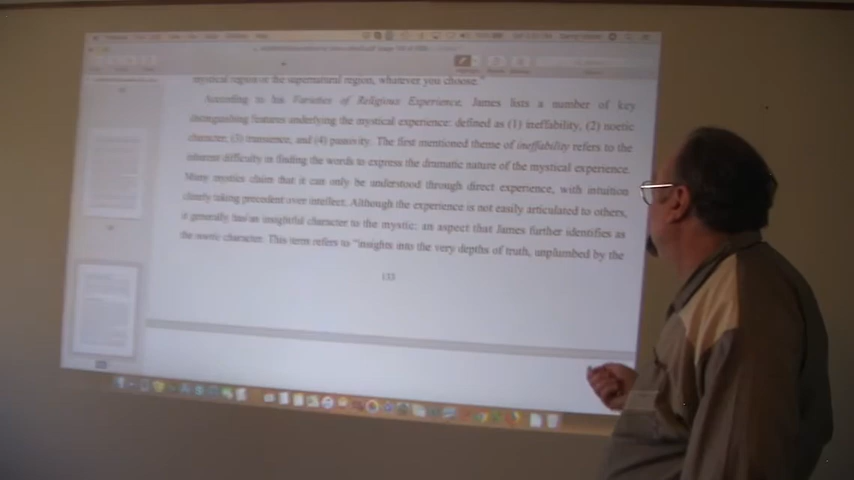 mystical region or the supernatural region, whatever you choose."
According to his Varieties of Religious Experience, James lists a number of key
distinguishing features underlying the mystical experience: defined as (1) ineffability, (2) noetic
character, (3) transience, and (4) passivity. The first mentioned theme of ineffability refers to the
inherent difficulty in finding the words to express the dramatic nature of the mystical experience.
Many mystics claim that it can only be understood through direct experience, with intuition
clearly taking precedent over intellect. Although the experience is not easily articulated to others,
it generally has an insightful character to the mystic: an aspect that James further identifies as
the noetic character. This term refers to "insights into the very depths of truth, unplumbed by the
133